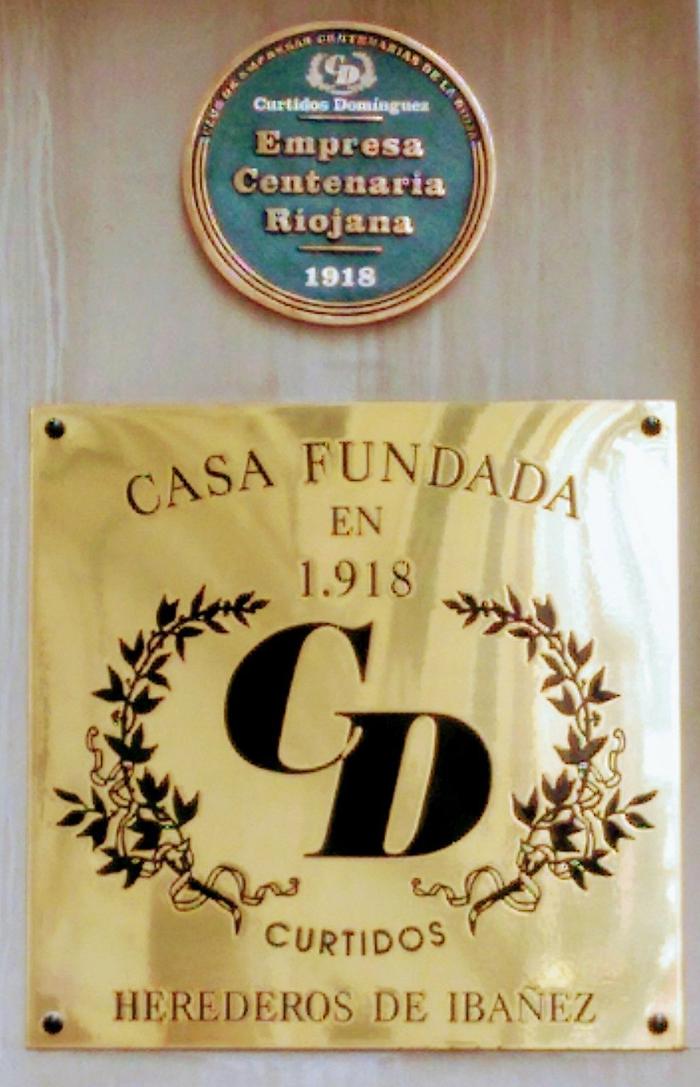 CLUB DE EMPRESAS CENTENARIAS DE LA RIOJA
CD
Curtidos Domínguez
Empresa
Centenaria
Riojana
1918
CASA FUNDADA
EN
1.918
CD
CURTIDOS
HEREDEROS DE IBAÑEZ